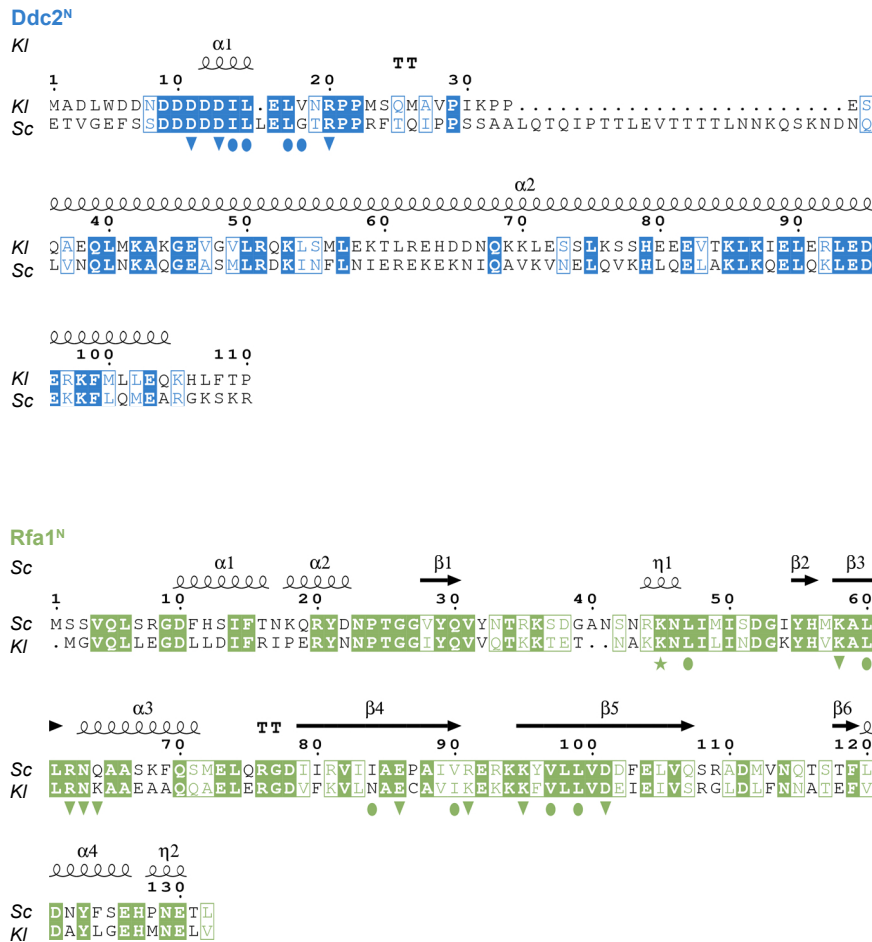 Ddc2ᴺ
Kl
α1
TT
1 10 20 30
Kl MADLWDDNDDDDDIL.ELVNRPPMSQMAVPIKPP........................ES
Sc ETVGEFSSDDDDDILLELGTRPPRFTQIPPSSAALQTQIPTTLEVTTTTLNNKQSKNDNQ
α2
40 50 60 70 80 90
Kl QAEQLMKAKGEVGVLRQKLSMLEKTLREHDDNQKKLESSLKSSHEEEVTKLKIELERLED
Sc LVNQLNKAQGEASMLRDKINFLNIEREKEKNIQAVKVNELQVKHLQELAKLKQELQKLED
100 110
Kl ERKFMLLEQKHLFTP
Sc EKKFLQMEARGKSKR
Rfa1ᴺ
Sc
α1 α2 β1 η1 β2 β3
1 10 20 30 40 50 60
Sc MSSVQLSRGDFHSIFTNKQRYDNPTGGVYQVYNTRKSDGANSNRKNLIMISDGIYHMKAL
Kl .MGVQLLEGDLLDIFRIPERYNNPTGGIYQVVQTKKTET..NAKKNLILINDGKYHVKAL
α3 TT β4 β5 β6
70 80 90 100 110 120
Sc LRNQAASKFQSMELQRGDIIRVIIAEPAIVRERKKYVLLVDDFELVQSRADMVNQTSTFL
Kl LRNKAAEAAQQAELERGDVFKVLNAECAVIKEKKKFVLLVDEIEIVSRGLDLFNNATEFV
α4 η2
130
Sc DNYFSEHPNETL
Kl DAYLGEHMNELV